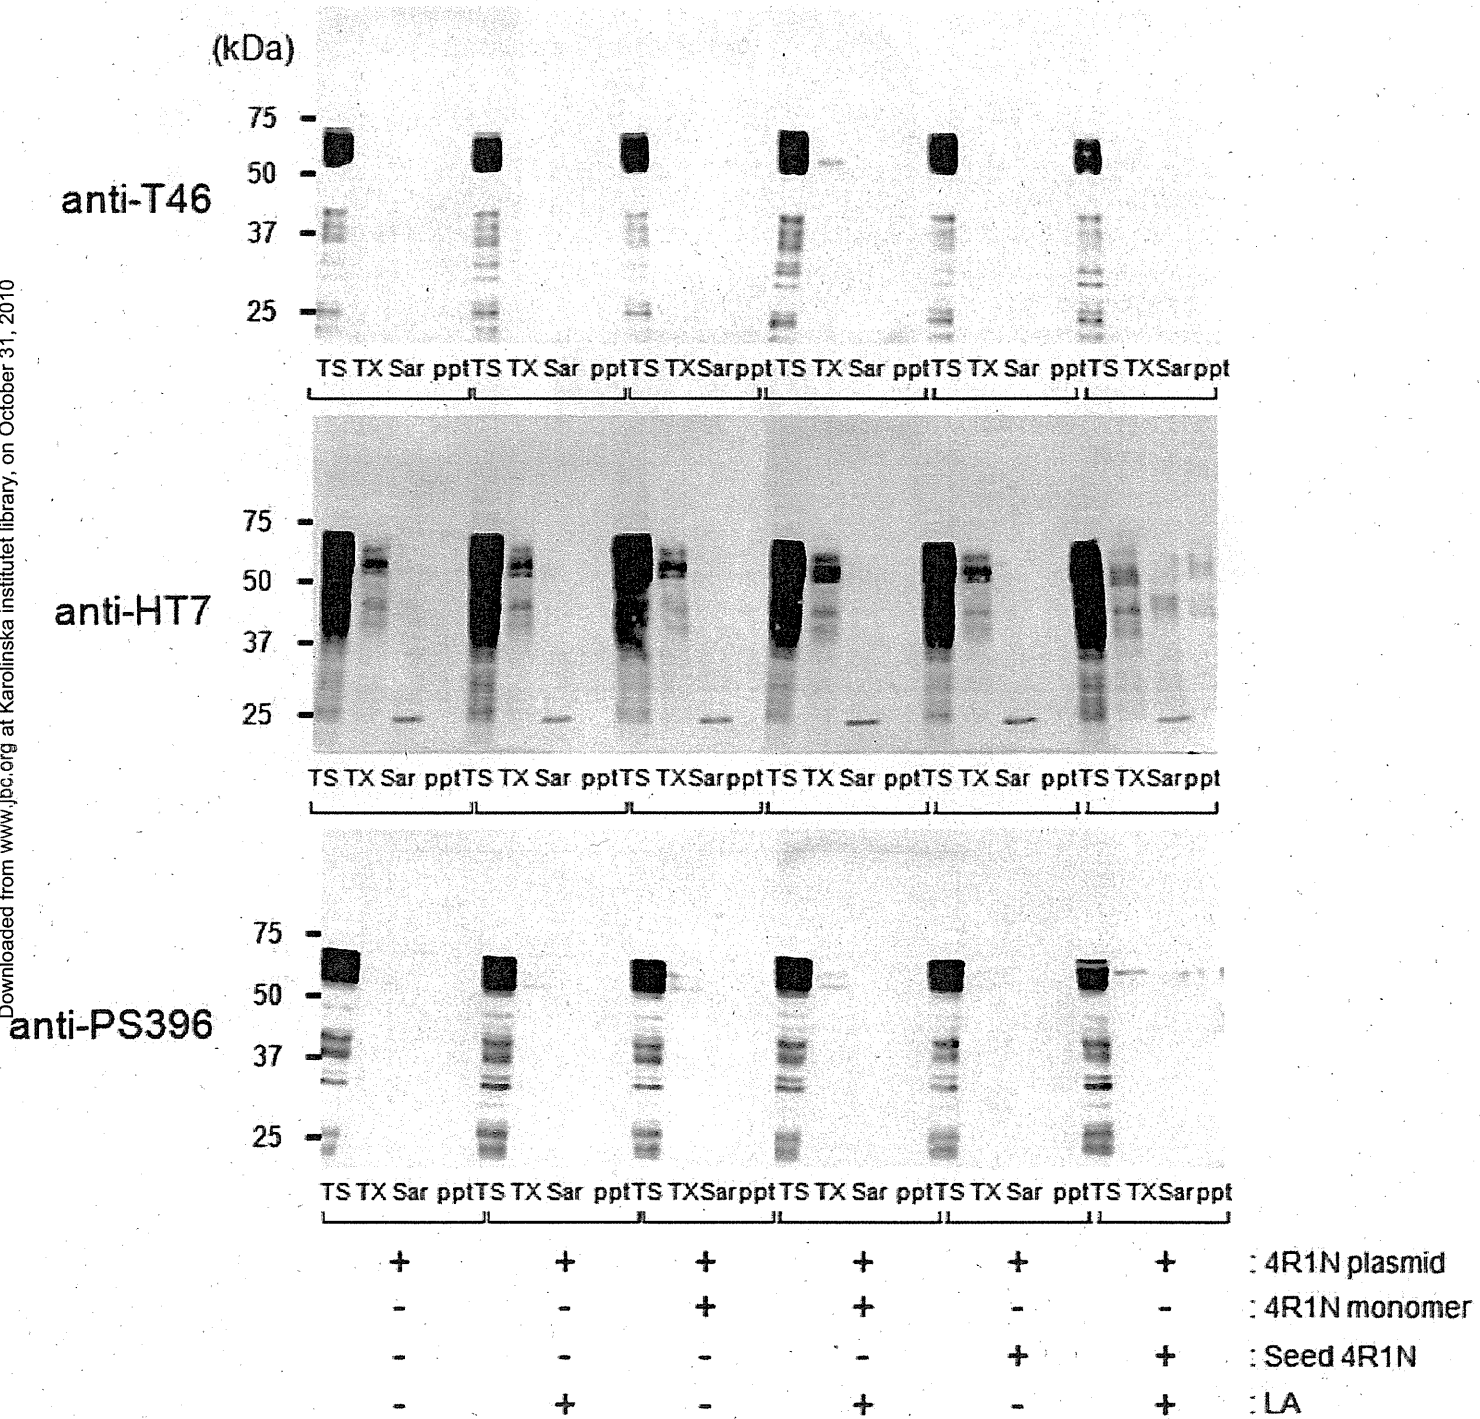 Downloaded from www.jbc.org at Karolinska institutet library, on October 31, 2010
(kDa)
anti-T46
75
50
37
25
TS TX Sar ppt TS TX Sar ppt TS TX Sar ppt TS TX Sar ppt TS TX Sar ppt TS TX Sar ppt
anti-HT7
75
50
37
25
TS TX Sar ppt TS TX Sar ppt TS TX Sar ppt TS TX Sar ppt TS TX Sar ppt TS TX Sar ppt
anti-PS396
75
50
37
25
TS TX Sar ppt TS TX Sar ppt TS TX Sar ppt TS TX Sar ppt TS TX Sar ppt TS TX Sar ppt
+ + + + + + : 4R1N plasmid
- - + + - - : 4R1N monomer
- - - - + + : Seed 4R1N
- + - + - + : LA